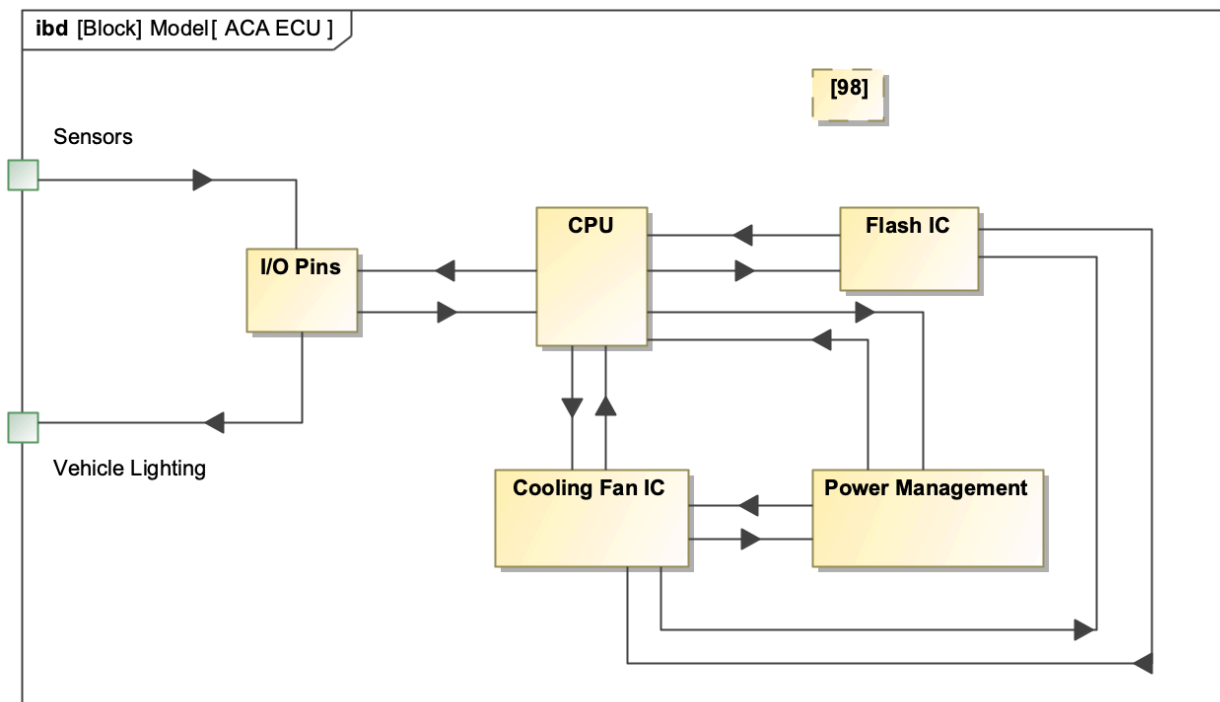 ibd [Block] Model[ ACA ECU ]
[98]
Sensors
CPU
Flash IC
I/O Pins
Vehicle Lighting
Cooling Fan IC
Power Management